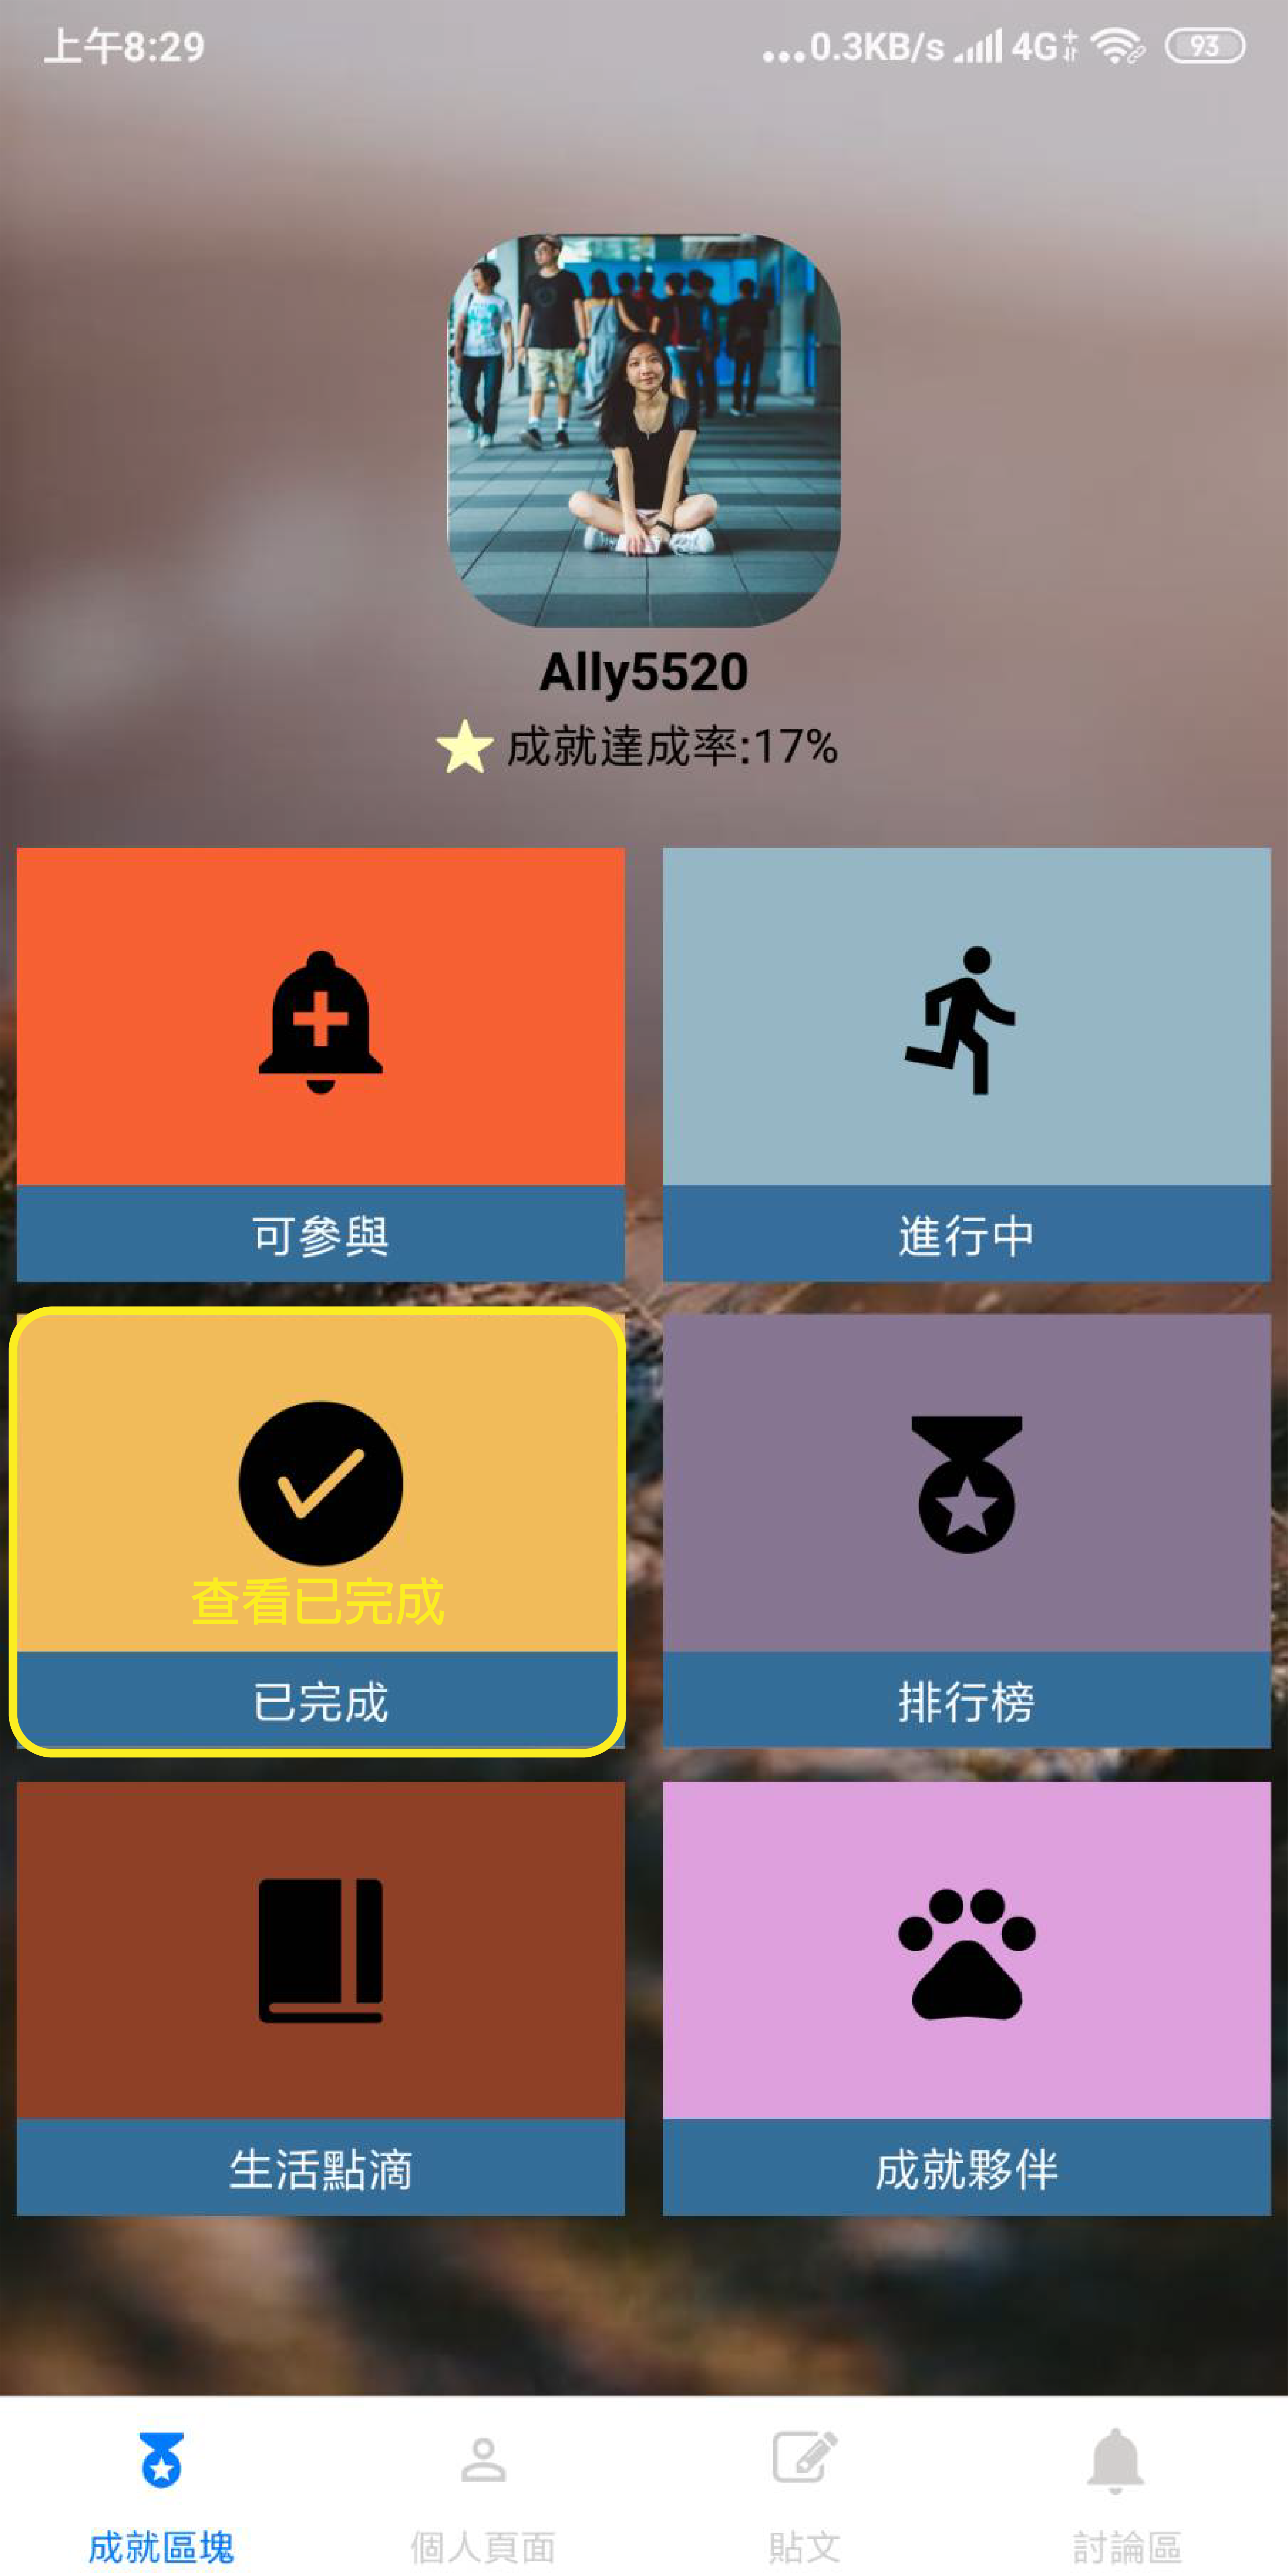 上午8:29
...0.3KB/s 4G 93
Ally5520
成就達成率:17%
可參與 進行中
查看已完成
已完成 排行榜
生活點滴 成就夥伴
成就區塊 個人頁面 貼文 討論區